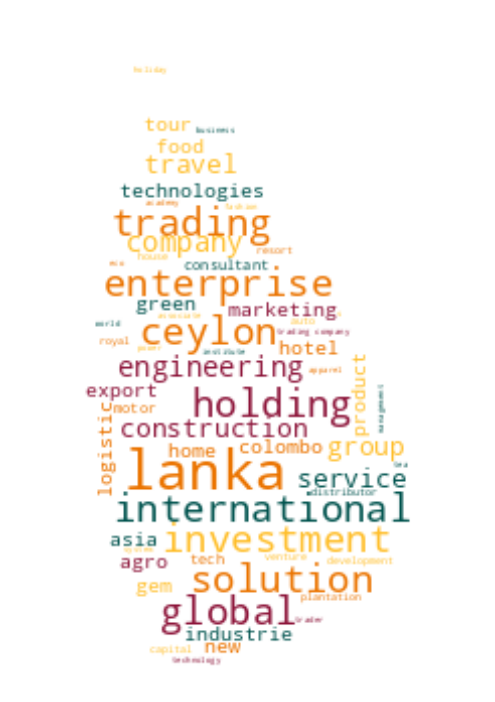 holiday
tour
business
food
travel
technologies
academy
fashion
trading
company
resort
house
eco
consultant
enterprise
green
marketing
associate
world
auto
ceylon
trading company
royal
hotel
power
institute
engineering
apparel
product
export
holding
management
logistic
motor
construction
home
colombo
group
lanka
tea
service
distributor
international
asia
investment
system
agro
tech
venture
development
gem
solution
plantation
global
trader
industrie
new
capital
technology